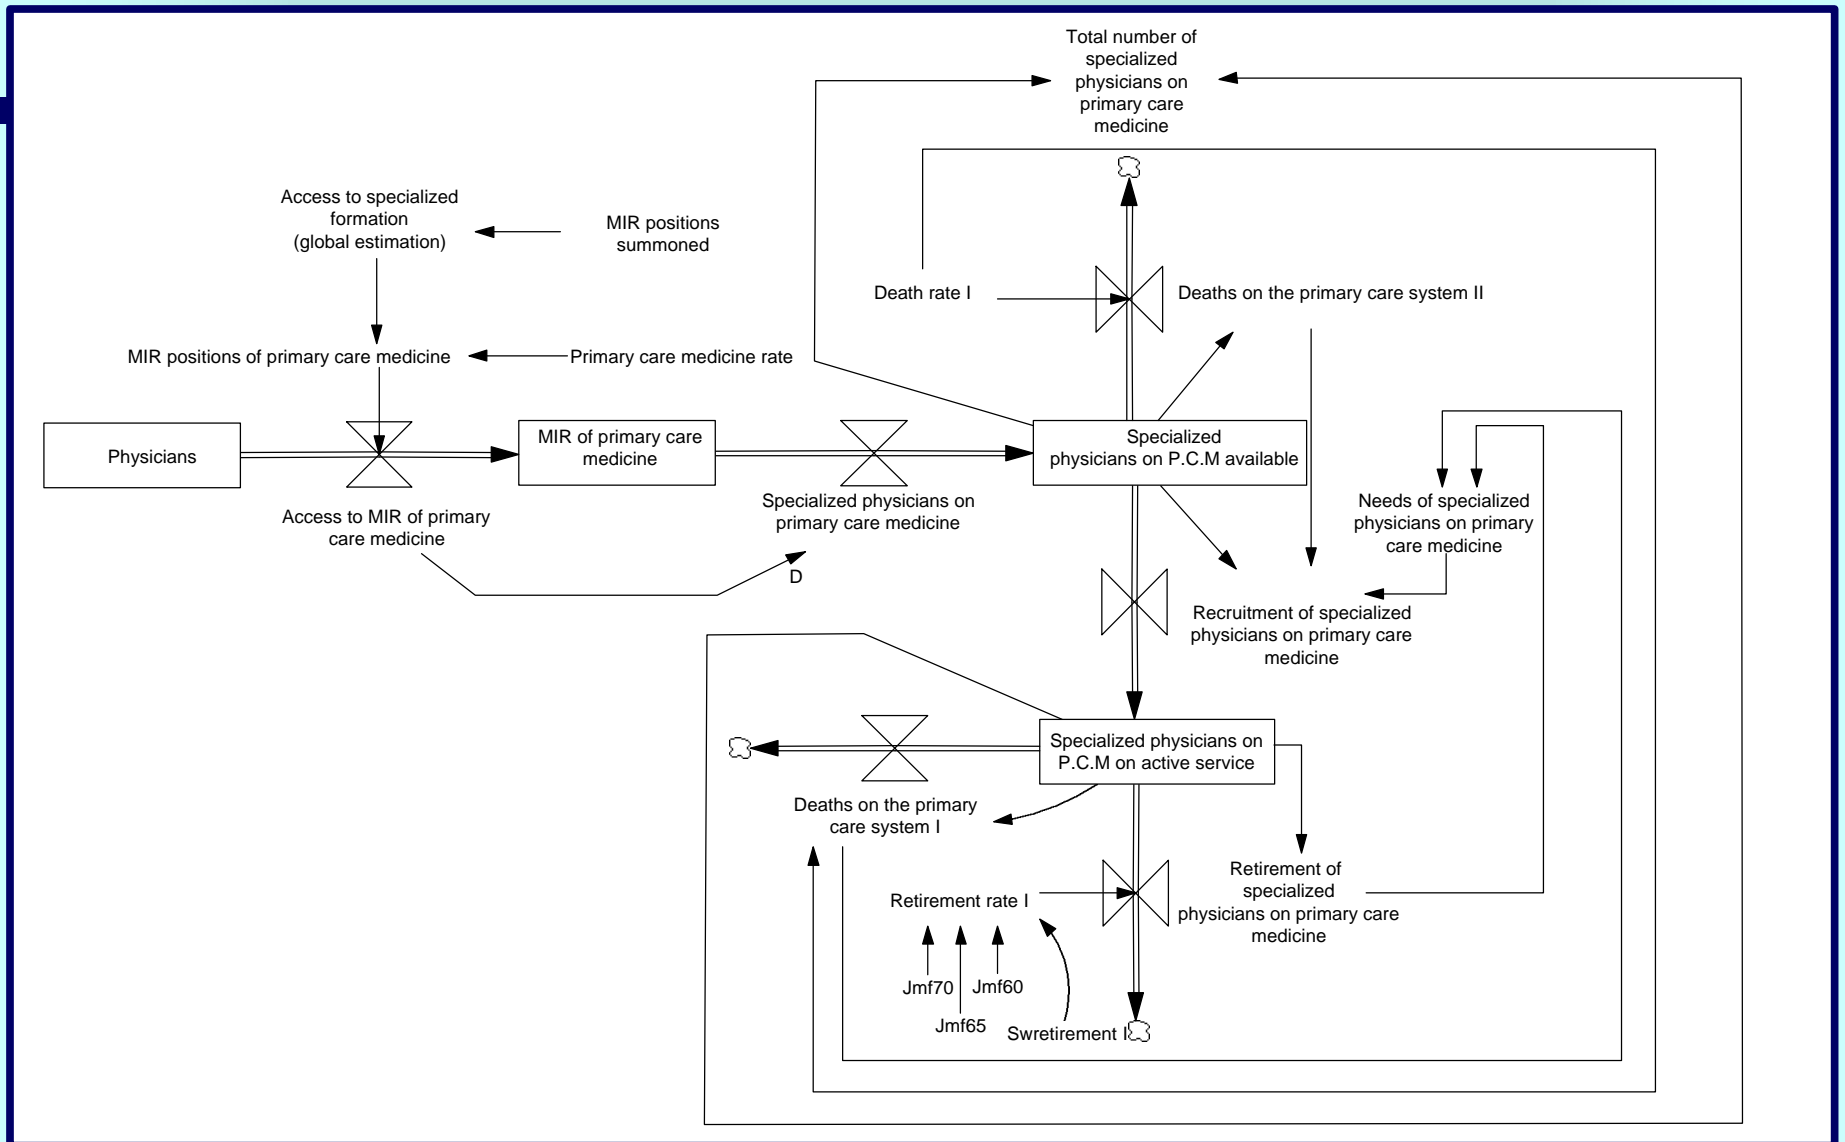 Total number of
specialized
physicians on
primary care
medicine
Access to specialized
formation
(global estimation)
MIR positions
summoned
Death rate I
Deaths on the primary care system II
MIR positions of primary care medicine
Primary care medicine rate
Physicians
MIR of primary care
medicine
Specialized
physicians on P.C.M available
Access to MIR of primary
care medicine
Specialized physicians on
primary care medicine
D
Needs of specialized
physicians on primary
care medicine
Recruitment of specialized
physicians on primary care
medicine
Specialized physicians on
P.C.M on active service
Deaths on the primary
care system I
Retirement rate I
Retirement of
specialized
physicians on primary care
medicine
Jmf70
Jmf60
Jmf65
Swretirement I